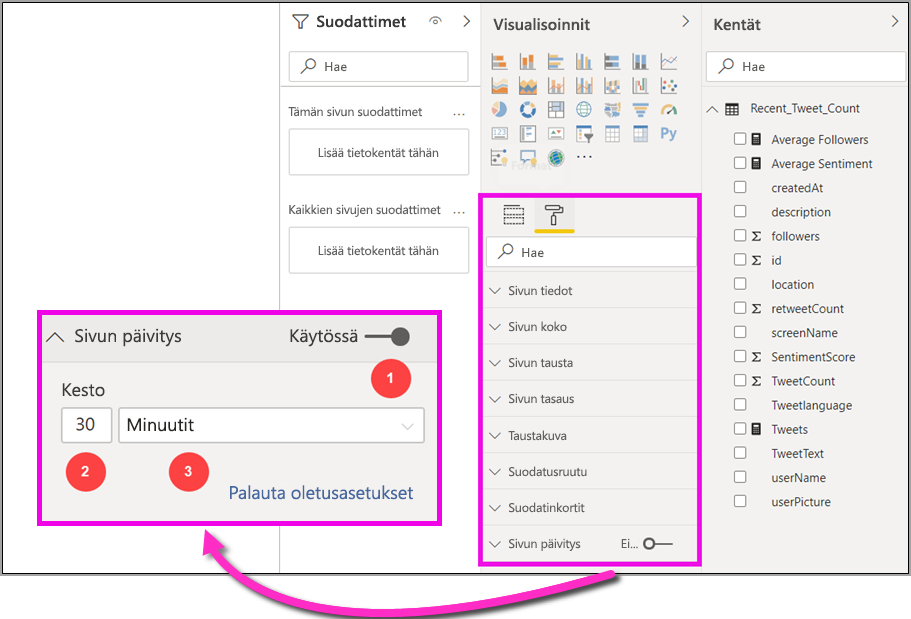 Suodattimet
Hae
Tämän sivun suodattimet
...
Lisää tietokentät tähän
Kaikkien sivujen suodattimet
...
Lisää tietokentät tähän
Visualisoinnit
123
Py
...
Hae
Sivun tiedot
Sivun koko
Sivun tausta
Sivun tasaus
Taustakuva
Suodatusruutu
Suodatinkortit
Sivun päivitys Ei...
Kentät
Hae
Recent_Tweet_Count
Average Followers
Average Sentiment
createdAt
description
Σ followers
Σ id
location
Σ retweetCount
screenName
Σ SentimentScore
Σ TweetCount
Tweetlanguage
Tweets
TweetText
userName
userPicture
Sivun päivitys Käytössä
1
Kesto
30 Minuutit
2 3
Palauta oletusasetukset